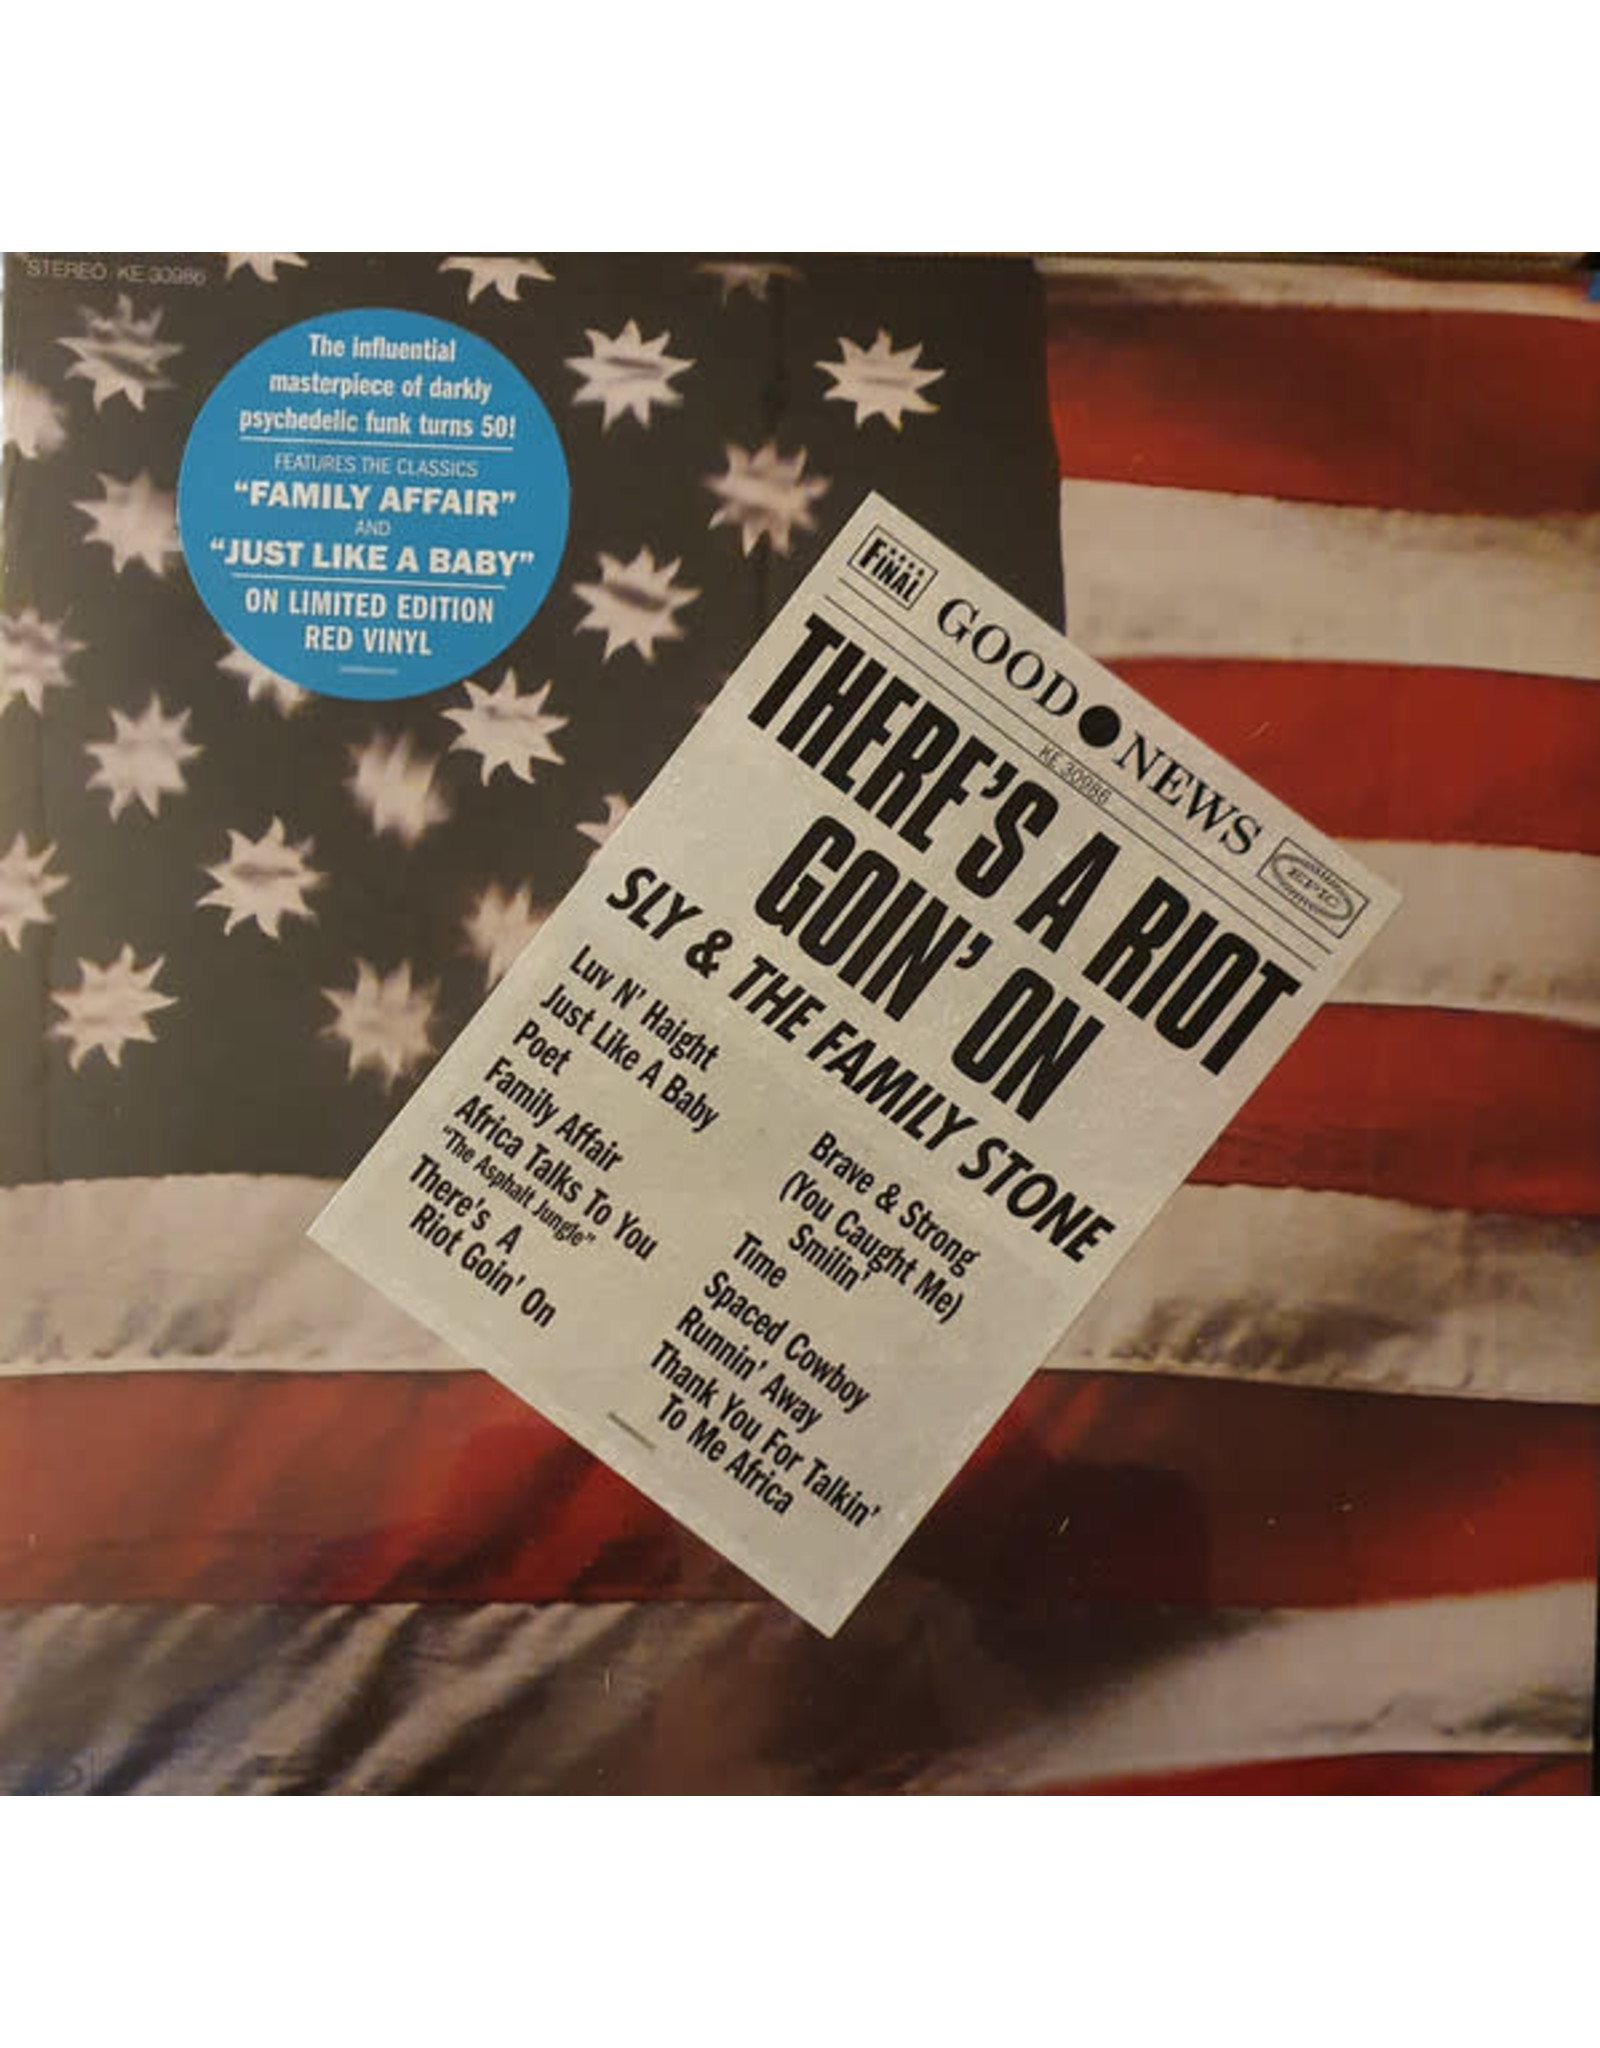 STEREO KE 30986
The influential
masterpiece of darkly
psychedelic funk turns 50!
FEATURES THE CLASSICS
“FAMILY AFFAIR”
AND
“JUST LIKE A BABY”
ON LIMITED EDITION
RED VINYL
FINAL
GOOD●NEWS
EPIC
KE 30986
THERE'S A RIOT
GOIN' ON
SLY & THE FAMILY STONE
Luv N' Haight
Just Like A Baby
Poet
Family Affair
Africa Talks To You
“The Asphalt Jungle”
There's A
Riot Goin' On
Brave & Strong
(You Caught Me)
Smilin'
Time
Spaced Cowboy
Runnin' Away
Thank You For Talkin'
To Me Africa